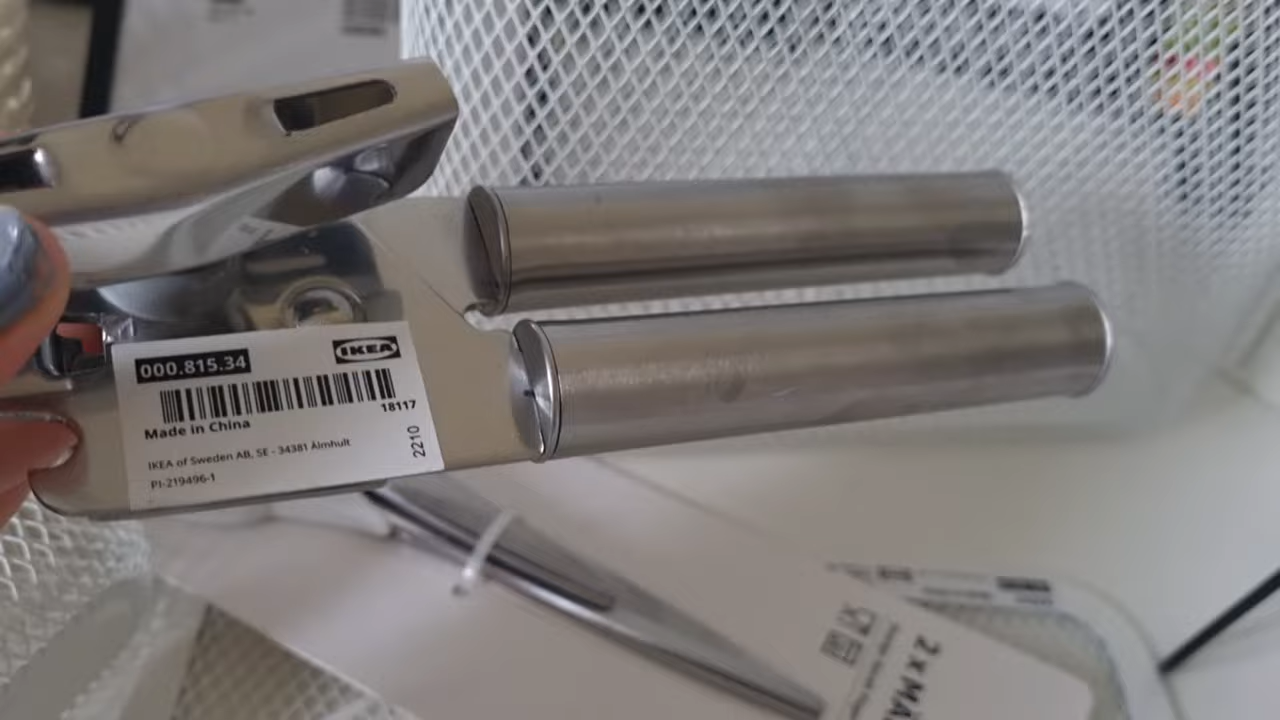 000.815.34
IKEA
18117
Made in China
2210
IKEA of Sweden AB, SE - 34381 Älmhult
PI-219496-1
2 x